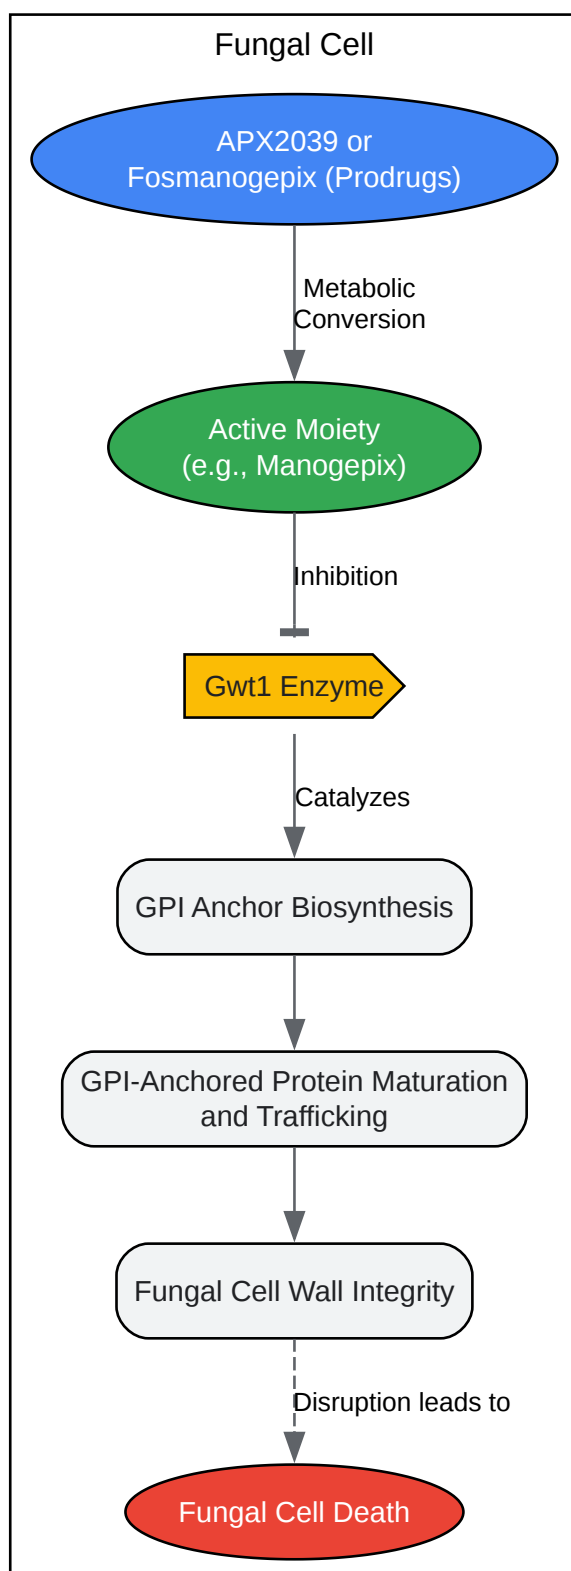 Fungal Cell
APX2039 or
Fosmanogepix (Prodrugs)
Metabolic
Conversion
Active Moiety
(e.g., Manogepix)
Inhibition
Gwt1 Enzyme
Catalyzes
GPI Anchor Biosynthesis
GPI-Anchored Protein Maturation
and Trafficking
Fungal Cell Wall Integrity
Disruption leads to
Fungal Cell Death